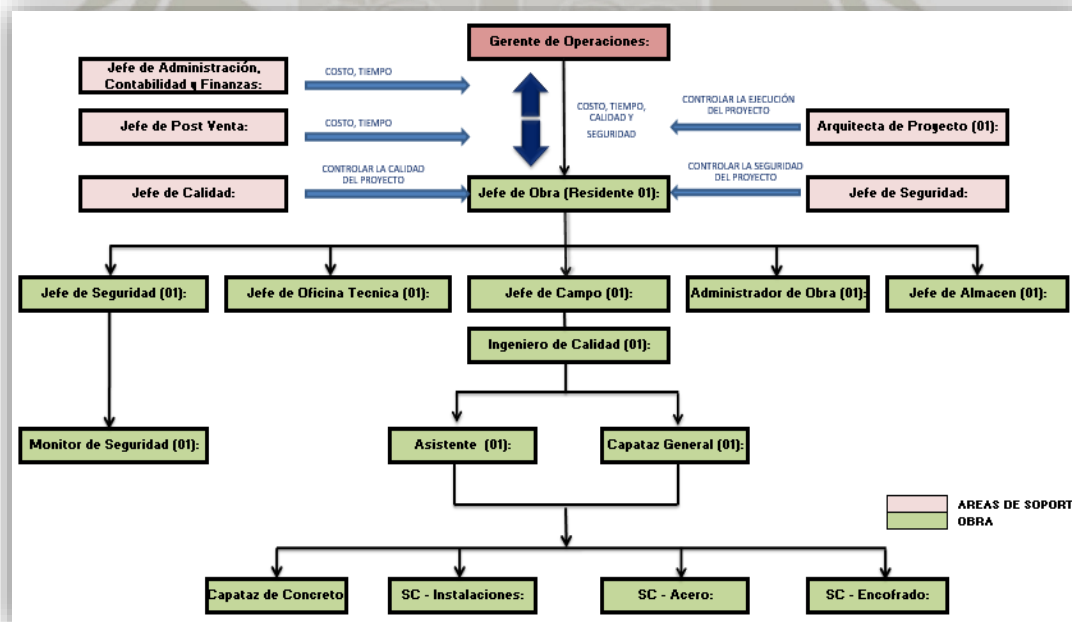 Gerente de Operaciones:
Jefe de Administración,
Contabilidad y Finanzas:
COSTO, TIEMPO
COSTO, TIEMPO,
CALIDAD Y
SEGURIDAD
CONTROLAR LA EJECUCIÓN
DEL PROYECTO
Jefe de Post Venta:
COSTO, TIEMPO
Arquitecta de Proyecto (01):
Jefe de Calidad:
CONTROLAR LA CALIDAD
DEL PROYECTO
Jefe de Obra (Residente 01):
CONTROLAR LA SEGURIDAD
DEL PROYECTO
Jefe de Seguridad:
Jefe de Seguridad (01):
Jefe de Oficina Tecnica (01):
Jefe de Campo (01):
Administrador de Obra (01):
Jefe de Almacen (01):
Ingeniero de Calidad (01):
Monitor de Seguridad (01):
Asistente (01):
Capataz General (01):
AREAS DE SOPORT
OBRA
Capataz de Concreto
SC - Instalaciones:
SC - Acero:
SC - Encofrado: